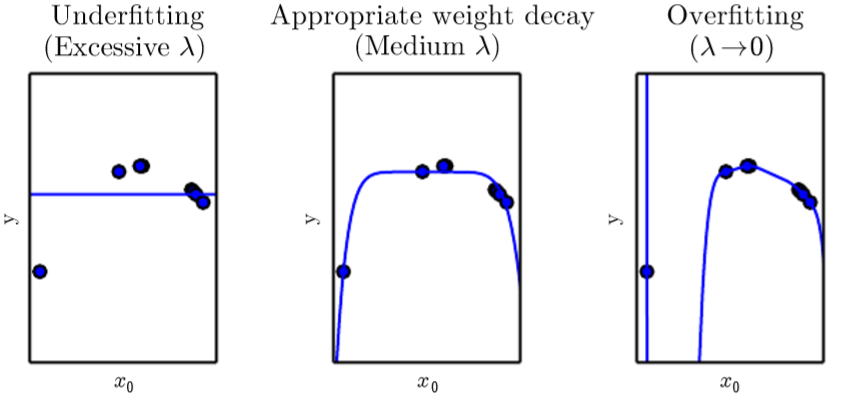 Underfitting
(Excessive λ)
Appropriate weight decay
(Medium λ)
Overfitting
(λ→0)
y
x₀
y
x₀
y
x₀